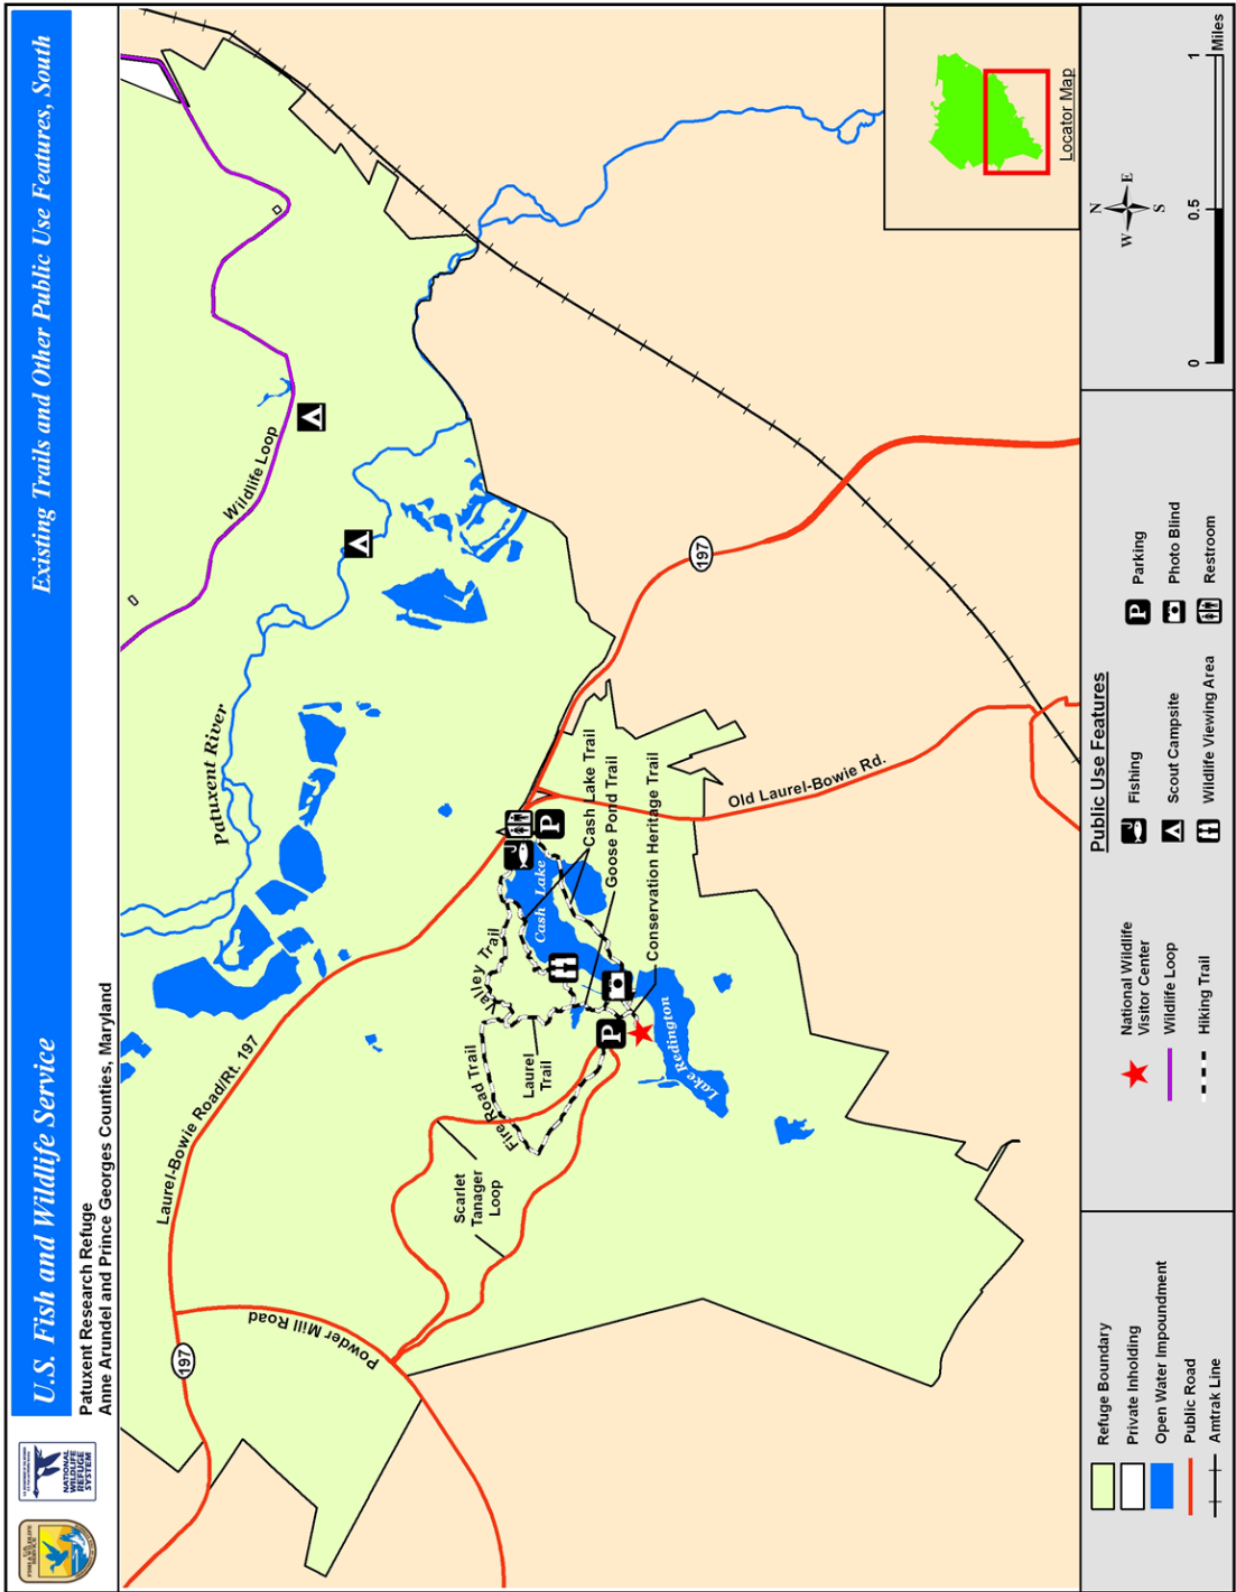 U.S. Fish and Wildlife Service
Existing Trails and Other Public Use Features, South
NATIONAL
WILDLIFE
REFUGE
SYSTEM
Patuxent Research Refuge
Anne Arundel and Prince Georges Counties, Maryland
197
Powder Mill Road
Laurel-Bowie Road/Rt. 197
Patuxent River
Wildlife Loop
Scarlet
Tanager
Loop
Fire Road Trail
Laurel
Trail
Valley Trail
Cash Lake
P
P
Cash Lake Trail
Goose Pond Trail
Conservation Heritage Trail
Lake Redington
Old Laurel-Bowie Rd.
197
Locator Map
Refuge Boundary
Private Inholding
Open Water Impoundment
Public Road
Amtrak Line
Public Use Features
National Wildlife
Visitor Center
Wildlife Loop
Hiking Trail
Fishing
Scout Campsite
Wildlife Viewing Area
P
Parking
Photo Blind
Restroom
N
W
E
S
0
0.5
1
Miles